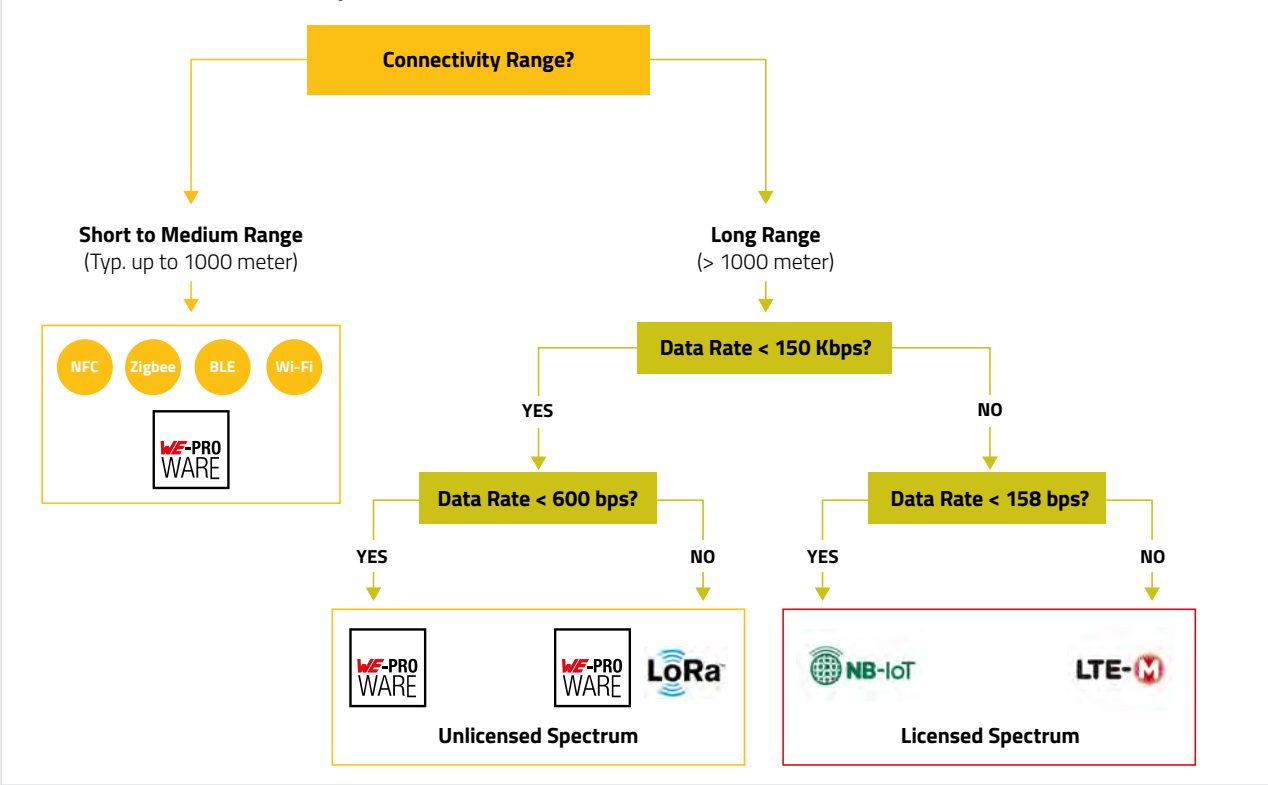 Connectivity Range?
Short to Medium Range
(Typ. up to 1000 meter)
Long Range
(> 1000 meter)
NFC
Zigbee
BLE
Wi-Fi
WE-PRO
WARE
Data Rate < 150 Kbps?
YES
NO
Data Rate < 600 bps?
Data Rate < 158 bps?
YES
NO
YES
NO
WE-PRO
WARE
WE-PRO
WARE
LoRa
NB-IoT
LTE-M
Unlicensed Spectrum
Licensed Spectrum